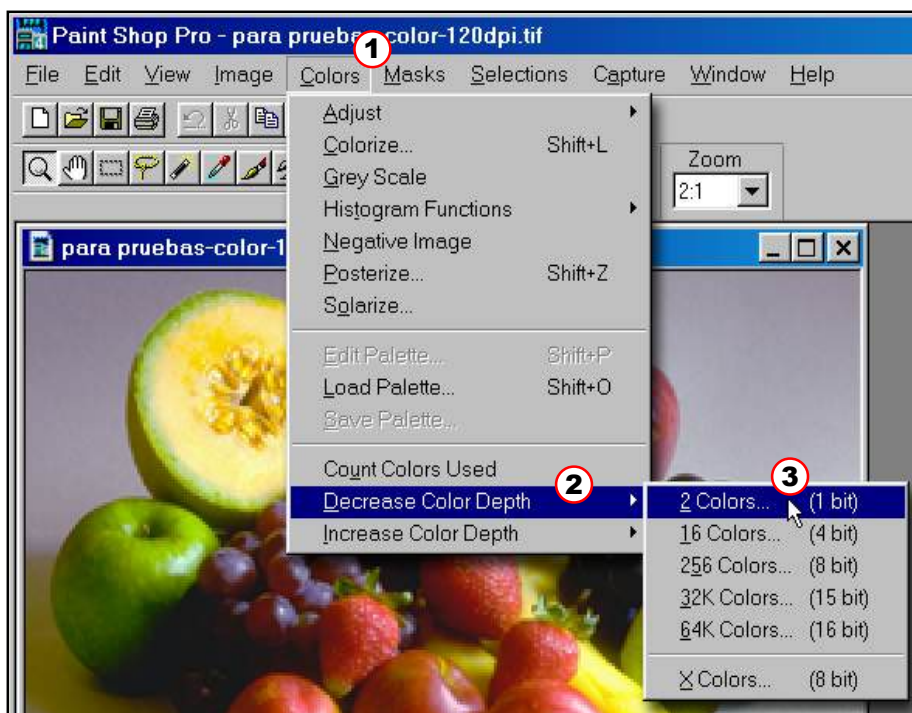 Paint Shop Pro - para pruebas-color-120dpi.tif
1
File Edit View Image Colors Masks Selections Capture Window Help
Adjust
Colorize... Shift+L
Grey Scale
Histogram Functions
Negative Image
Posterize... Shift+Z
Solarize...
Edit Palette... Shift+P
Load Palette... Shift+O
Save Palette...
Count Colors Used
Decrease Color Depth 2
Increase Color Depth
Zoom
2:1
para pruebas-color-1
3
2 Colors... (1 bit)
16 Colors... (4 bit)
256 Colors... (8 bit)
32K Colors... (15 bit)
64K Colors... (16 bit)
X Colors... (8 bit)